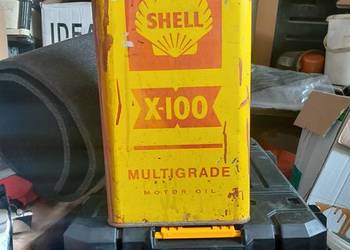 IDEA
SHELL
X-100
MULTIGRADE
MOTOR OIL